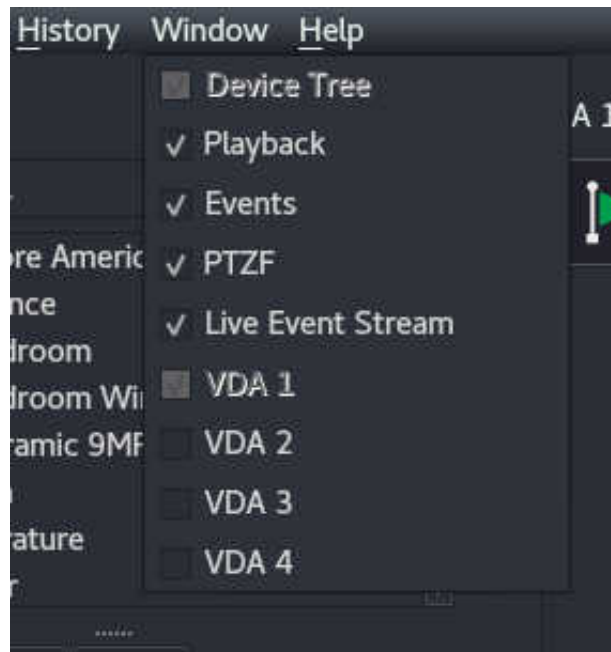 History Window Help
Device Tree
A 1
Playback
Events
ore Americ
PTZF
nce
Live Event Stream
droom
droom Wi
VDA 1
ramic 9MF
VDA 2
VDA 3
ature
VDA 4
r